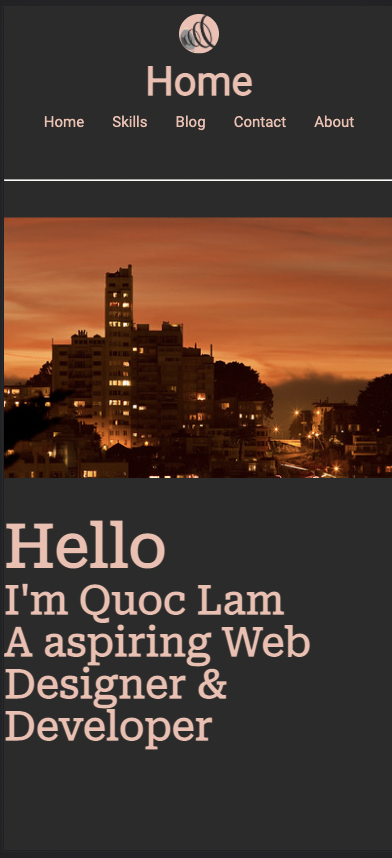 Home
Home Skills Blog Contact About
Hello
I'm Quoc Lam
A aspiring Web
Designer &
Developer